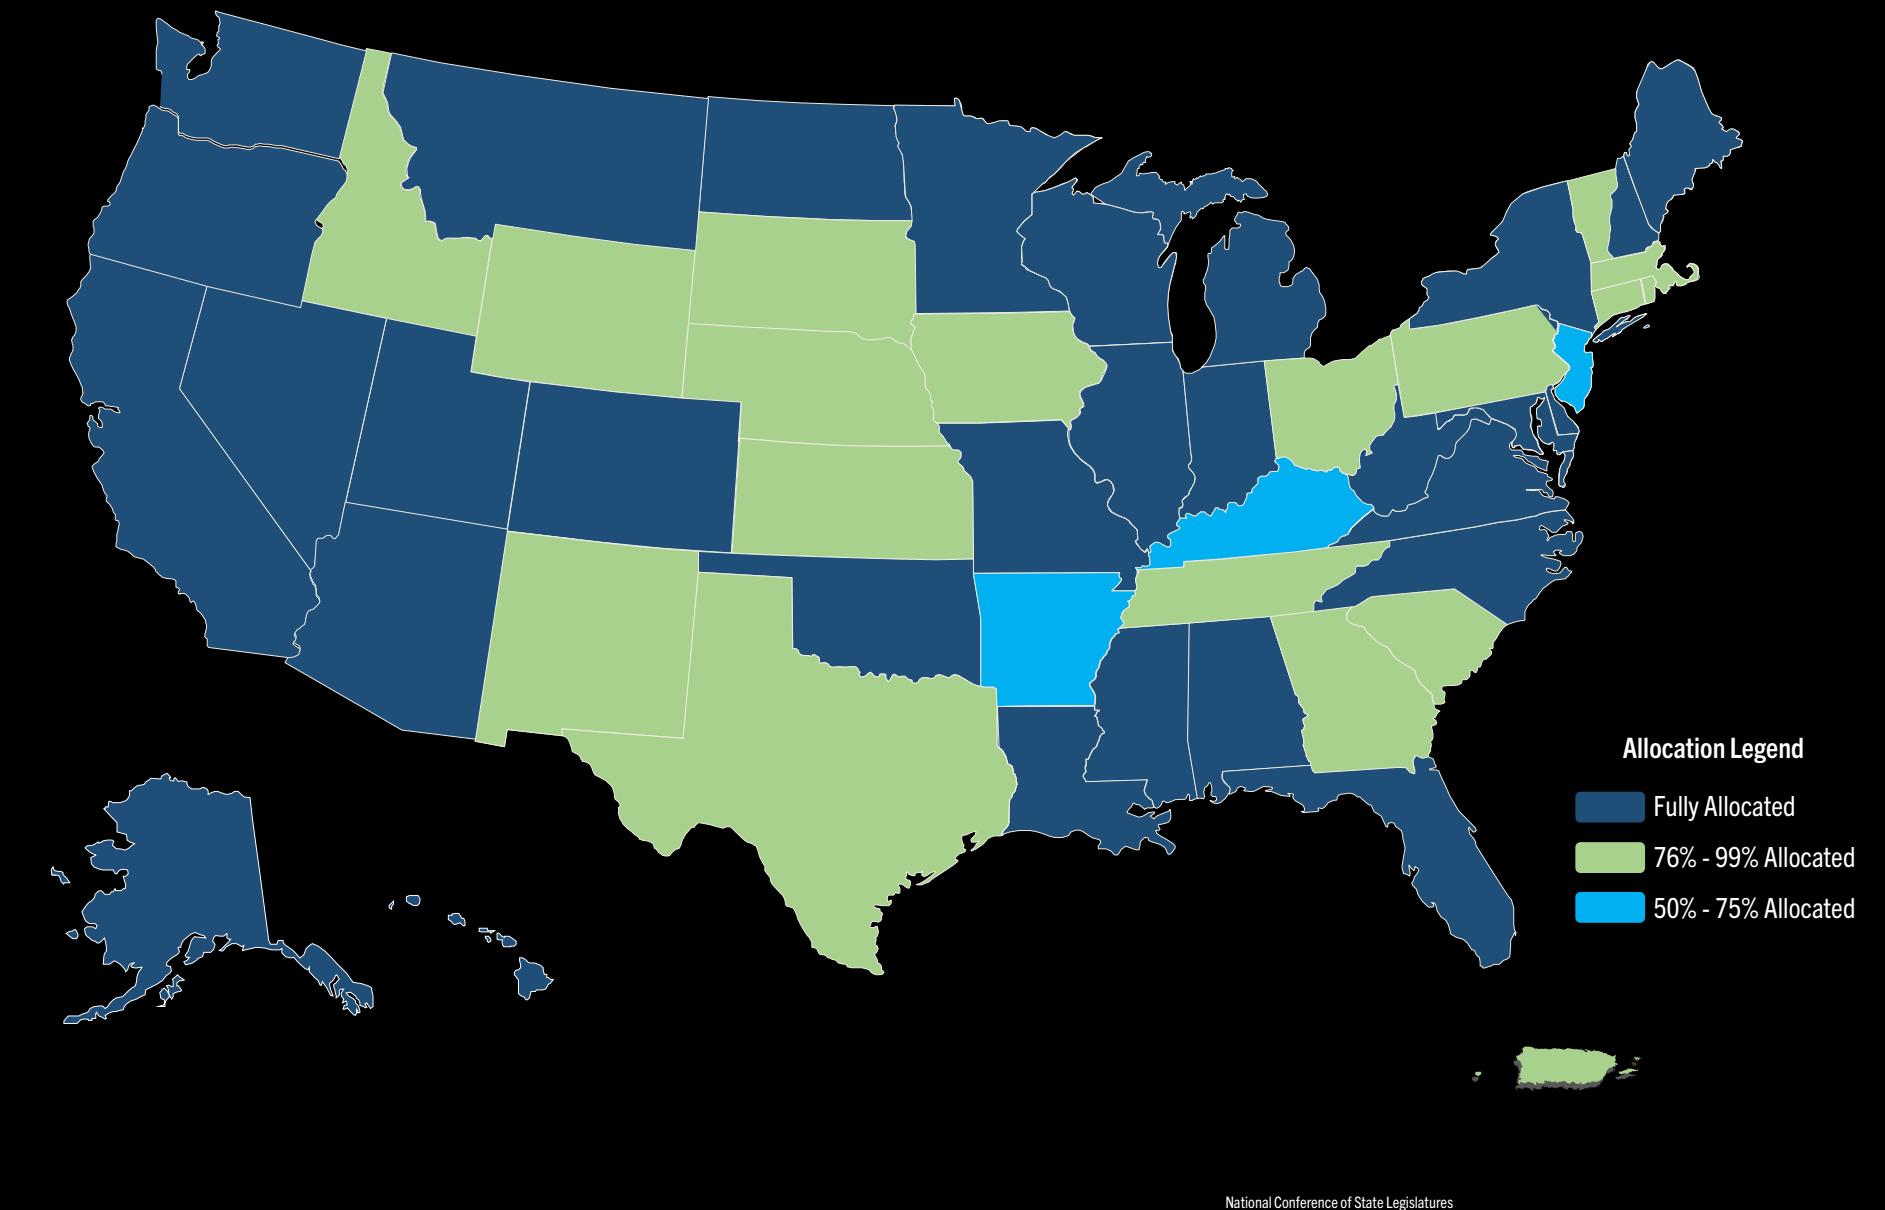 Allocation Legend
Fully Allocated
76% - 99% Allocated
50% - 75% Allocated
National Conference of State Legislatures